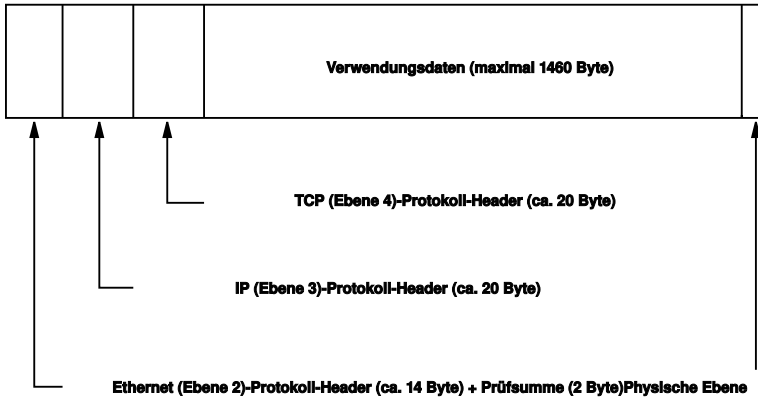 Verwendungsdaten (maximal 1460 Byte)
TCP (Ebene 4)-Protokoll-Header (ca. 20 Byte)
IP (Ebene 3)-Protokoll-Header (ca. 20 Byte)
Ethernet (Ebene 2)-Protokoll-Header (ca. 14 Byte) + Prüfsumme (2 Byte)Physische Ebene